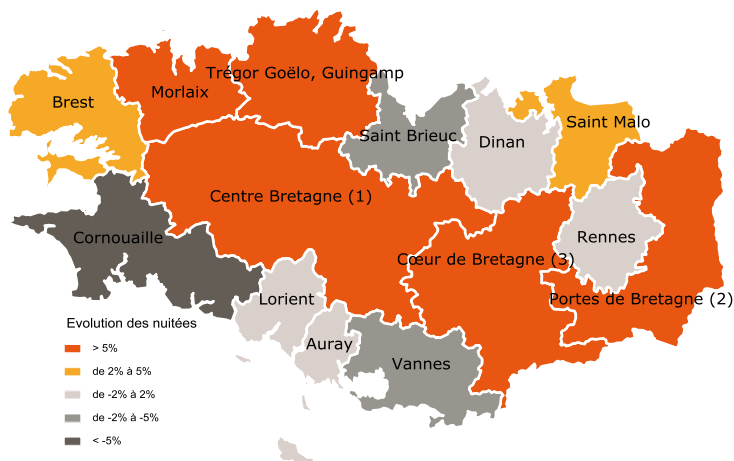 Trégor Goëlo, Guingamp
Morlaix
Brest
Saint Malo
Saint Brieuc
Dinan
Centre Bretagne (1)
Cornouaille
Rennes
Cœur de Bretagne (3)
Lorient
Portes de Bretagne (2)
Auray
Vannes
Evolution des nuitées
> 5%
de 2% à 5%
de -2% à 2%
de -2% à -5%
< -5%